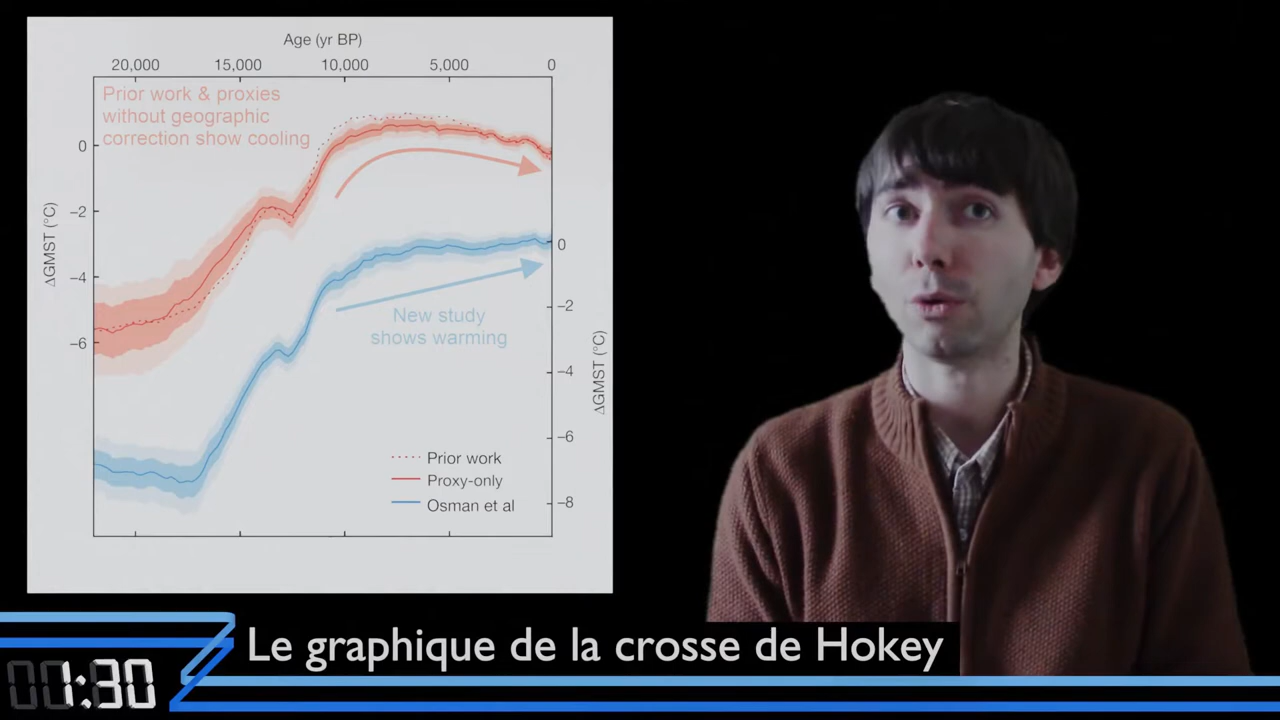 Age (yr BP)
20,000 15,000 10,000 5,000 0
Prior work & proxies
without geographic
correction show cooling
0
−2
−4
−6
ΔGMST (°C)
0
−2
−4
−6
−8
ΔGMST (°C)
New study
shows warming
Prior work
Proxy-only
Osman et al
Le graphique de la crosse de Hokey
1:30